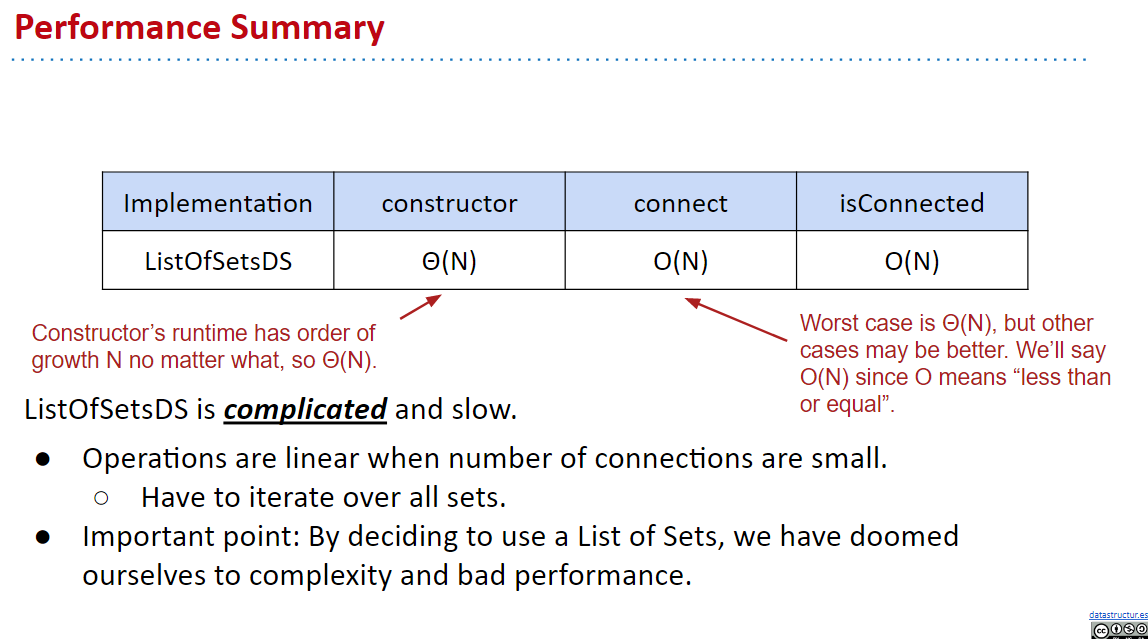 Performance Summary
Implementation constructor connect isConnected
ListOfSetsDS Θ(N) O(N) O(N)
Constructor’s runtime has order of
growth N no matter what, so Θ(N).
Worst case is Θ(N), but other
cases may be better. We’ll say
O(N) since O means “less than
or equal”.
ListOfSetsDS is complicated and slow.
● Operations are linear when number of connections are small.
○ Have to iterate over all sets.
● Important point: By deciding to use a List of Sets, we have doomed
ourselves to complexity and bad performance.
datastructur.es
cc